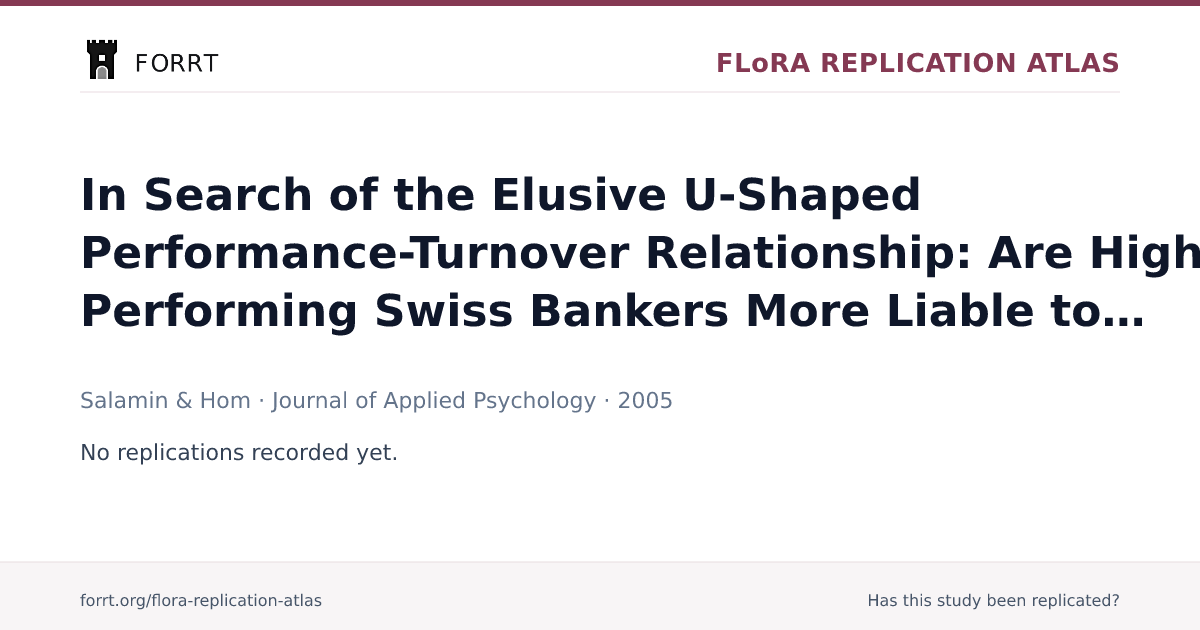 FORRT
FLoRA REPLICATION ATLAS
In Search of the Elusive U-Shaped
Performance-Turnover Relationship: Are High
Performing Swiss Bankers More Liable to…
Salamin & Hom · Journal of Applied Psychology · 2005
No replications recorded yet.
forrt.org/flora-replication-atlas
Has this study been replicated?